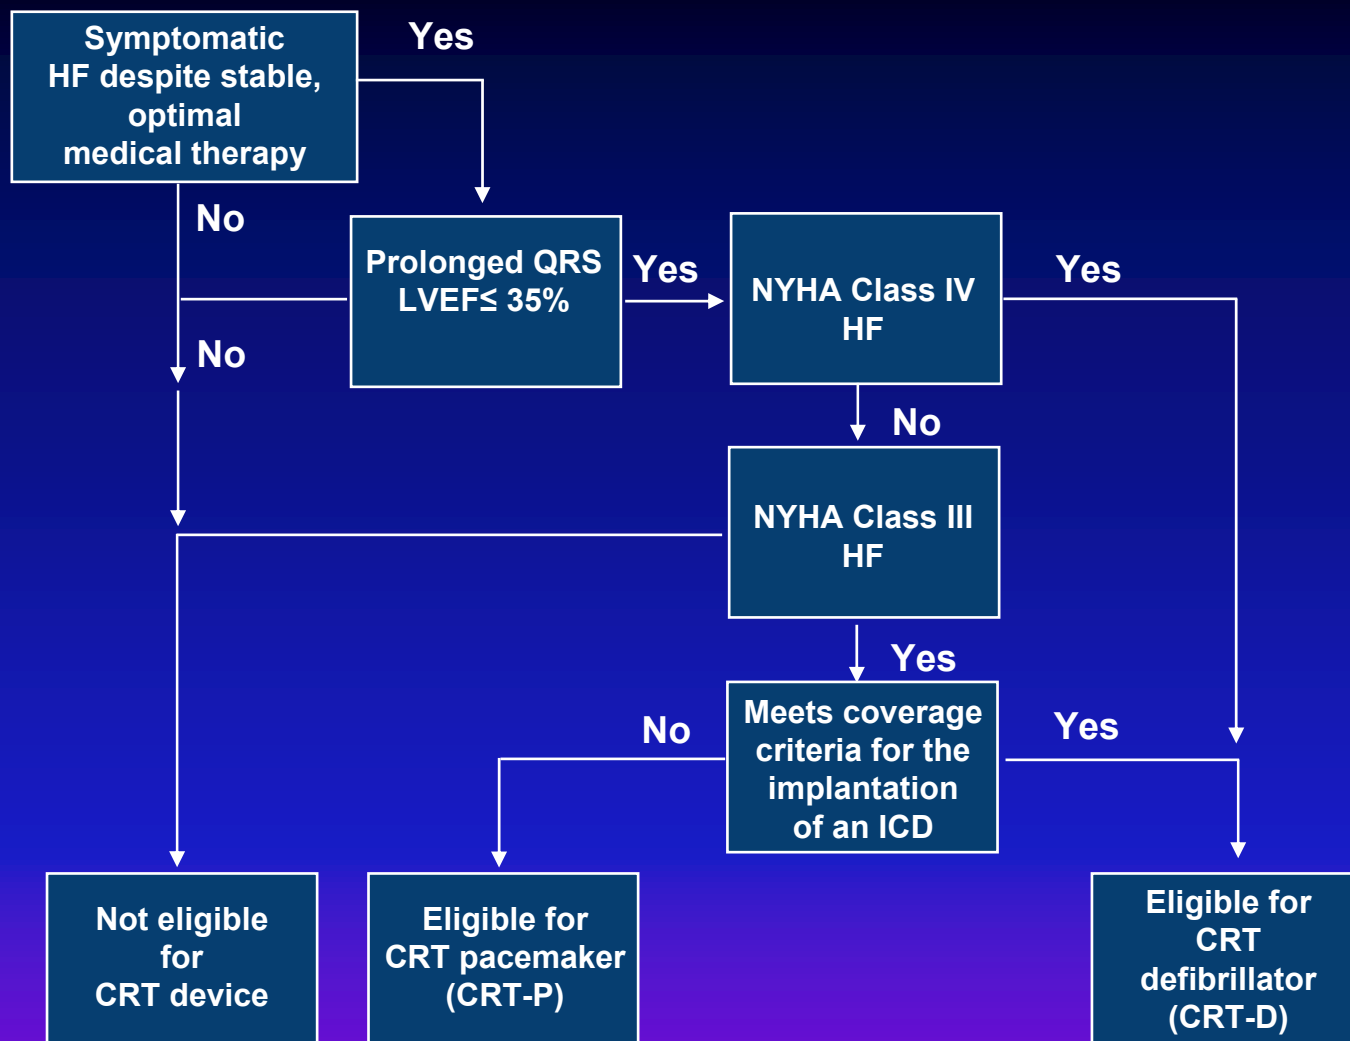 Symptomatic
HF despite stable,
optimal
medical therapy
Yes
No
Prolonged QRS
LVEF≤ 35%
Yes
NYHA Class IV
HF
Yes
No
No
NYHA Class III
HF
Yes
Meets coverage
criteria for the
implantation
of an ICD
No
Yes
Not eligible
for
CRT device
Eligible for
CRT pacemaker
(CRT-P)
Eligible for
CRT
defibrillator
(CRT-D)